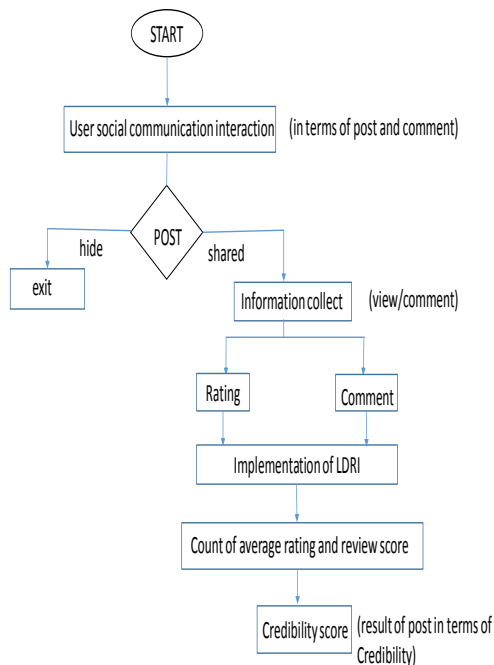 START
User social communication interaction
(in terms of post and comment)
POST
hide
shared
exit
Information collect
(view/comment)
Rating
Comment
Implementation of LDRI
Count of average rating and review score
Credibility score
(result of post in terms of
Credibility)